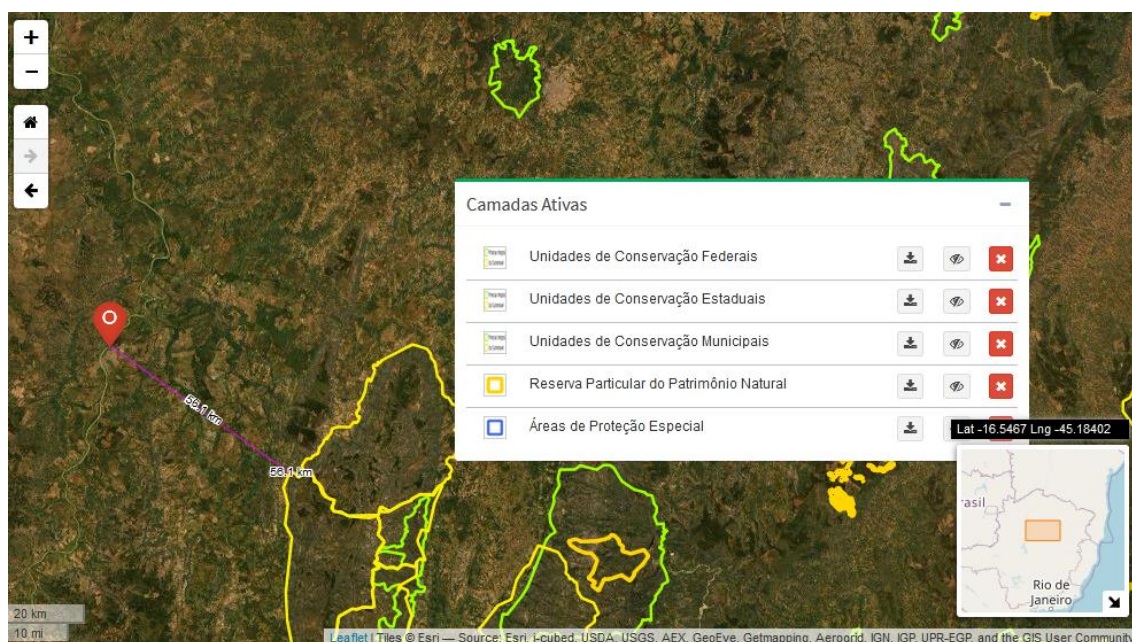 +
−
Camadas Ativas
−
Unidades de Conservação Federais
Unidades de Conservação Estaduais
Unidades de Conservação Municipais
Reserva Particular do Patrimônio Natural
Áreas de Proteção Especial
56.1 km
56.1 km
Lat -16.5467 Lng -45.18402
rasil
Rio de
Janeiro
20 km
10 mi
Leaflet | Tiles © Esri — Source: Esri, i-cubed, USDA, USGS, AEX, GeoEye, Getmapping, Aerogrid, IGN, IGP, UPR-EGP, and the GIS User Communit